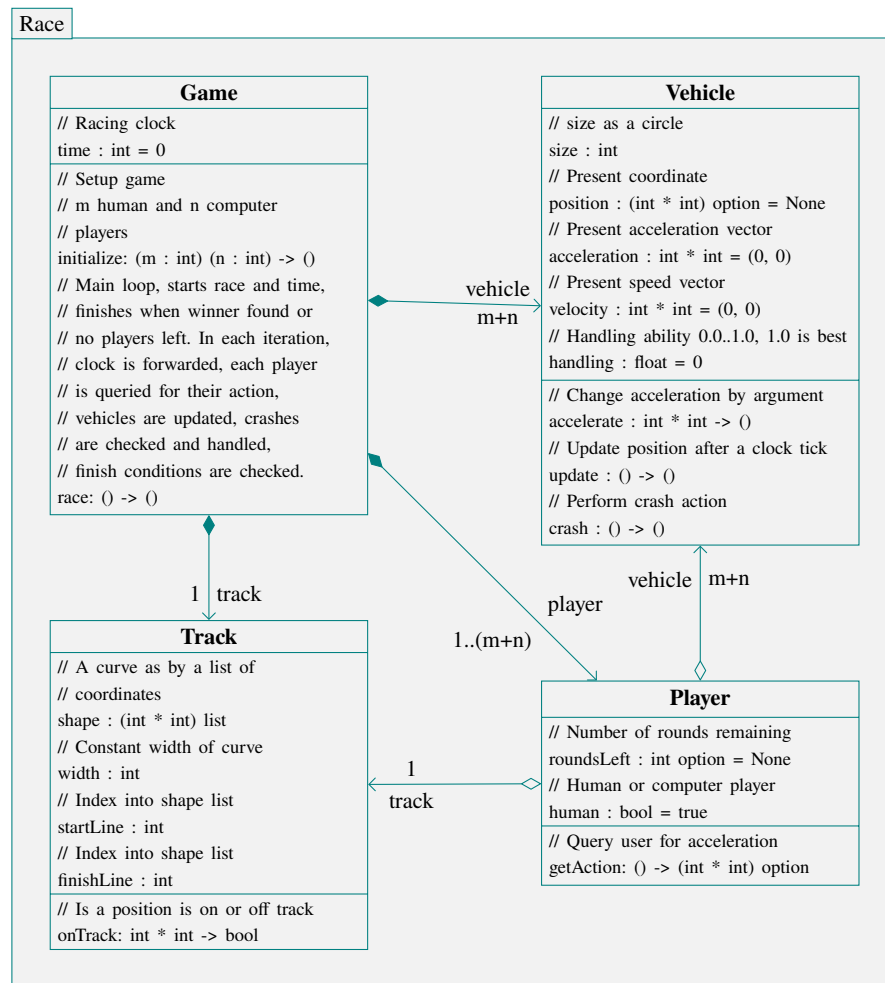 Race
Game
// Racing clock
time : int = 0
// Setup game
// m human and n computer
// players
initialize: (m : int) (n : int) -> ()
// Main loop, starts race and time,
// finishes when winner found or
// no players left. In each iteration,
// clock is forwarded, each player
// is queried for their action,
// vehicles are updated, crashes
// are checked and handled,
// finish conditions are checked.
race: () -> ()
Vehicle
// size as a circle
size : int
// Present coordinate
position : (int * int) option = None
// Present acceleration vector
acceleration : int * int = (0, 0)
// Present speed vector
velocity : int * int = (0, 0)
// Handling ability 0.0..1.0, 1.0 is best
handling : float = 0
// Change acceleration by argument
accelerate : int * int -> ()
// Update position after a clock tick
update : () -> ()
// Perform crash action
crash : () -> ()
vehicle
m+n
player
1..(m+n)
vehicle m+n
1 track
Track
// A curve as by a list of
// coordinates
shape : (int * int) list
// Constant width of curve
width : int
// Index into shape list
startLine : int
// Index into shape list
finishLine : int
// Is a position is on or off track
onTrack: int * int -> bool
1
track
Player
// Number of rounds remaining
roundsLeft : int option = None
// Human or computer player
human : bool = true
// Query user for acceleration
getAction: () -> (int * int) option